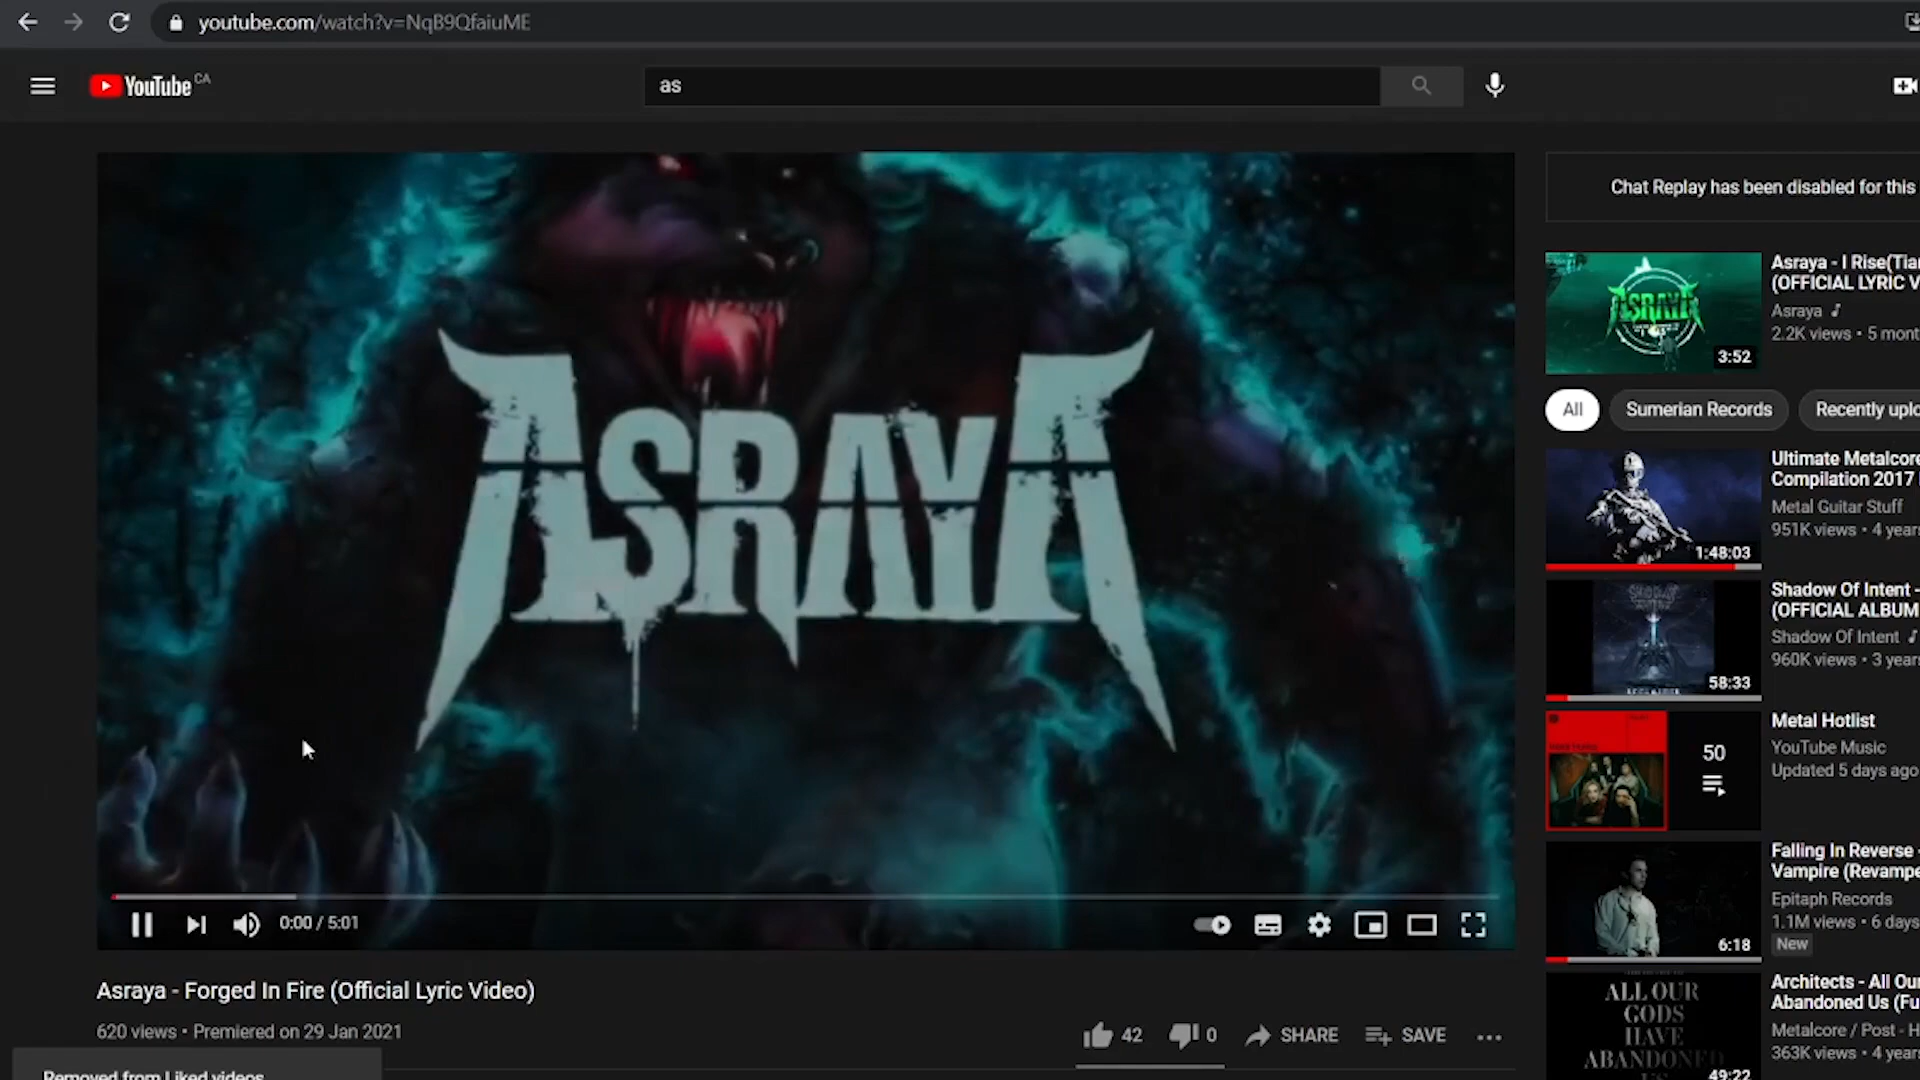 youtube.com/watch?v=NqB9QfaiuME
YouTube CA
as
Chat Replay has been disabled for this
ASRAYA
ASRAYA
3:52
Asraya - I Rise(Tia
(OFFICIAL LYRIC V
Asraya
2.2K views • 5 mont
All
Sumerian Records
Recently uplo
1:48:03
Ultimate Metalcore
Compilation 2017
Metal Guitar Stuff
951K views • 4 years
58:33
Shadow Of Intent -
(OFFICIAL ALBUM
Shadow Of Intent
960K views • 3 years
50
Metal Hotlist
YouTube Music
Updated 5 days ago
6:18
Falling In Reverse -
Vampire (Revampe
Epitaph Records
1.1M views • 6 days
New
ALL OUR
GODS
HAVE
ABANDONED
US
49:22
Architects - All Our
Abandoned Us (Fu
Metalcore / Post - H
363K views • 4 years
0:00 / 5:01
Asraya - Forged In Fire (Official Lyric Video)
620 views • Premiered on 29 Jan 2021
42
0
SHARE
SAVE
Removed from Liked videos